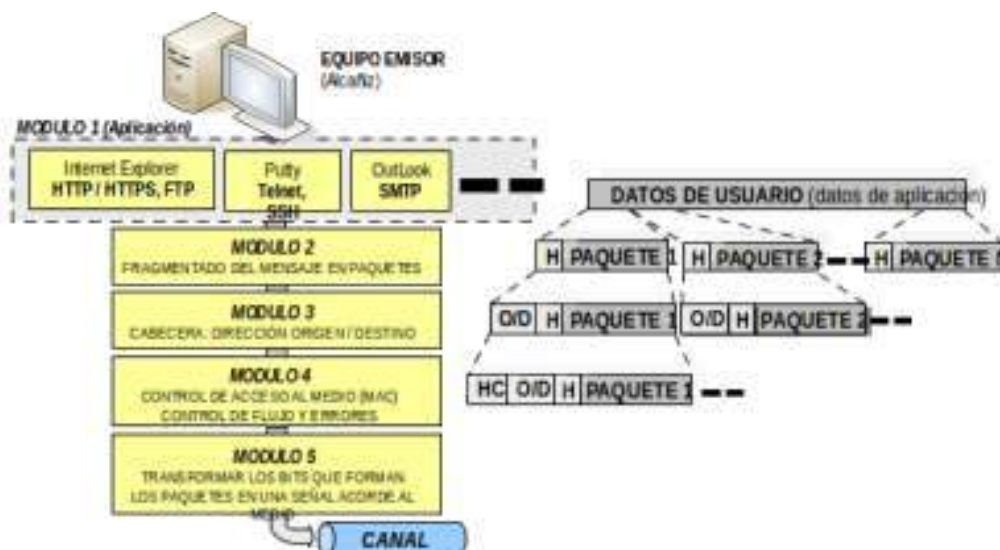 EQUIPO EMISOR
(Alcañiz)
MODULO 1 (Aplicación)
Internet Explorer
HTTP / HTTPS, FTP
Putty
Telnet,
SSH
OutLook
SMTP
MODULO 2
FRAGMENTADO DEL MENSAJE EN PAQUETES
MODULO 3
CABECERA. DIRECCIÓN ORIGEN / DESTINO
MODULO 4
CONTROL DE ACCESO AL MEDIO (MAC)
CONTROL DE FLUJO Y ERRORES
MODULO 5
TRANSFORMAR LOS BITS QUE FORMAN
LOS PAQUETES EN UNA SEÑAL ACORDE AL
MEDIO
CANAL
DATOS DE USUARIO (datos de aplicación)
H PAQUETE 1 H PAQUETE 2 H PAQUETE
O/D H PAQUETE 1 O/D H PAQUETE 2
HC O/D H PAQUETE 1